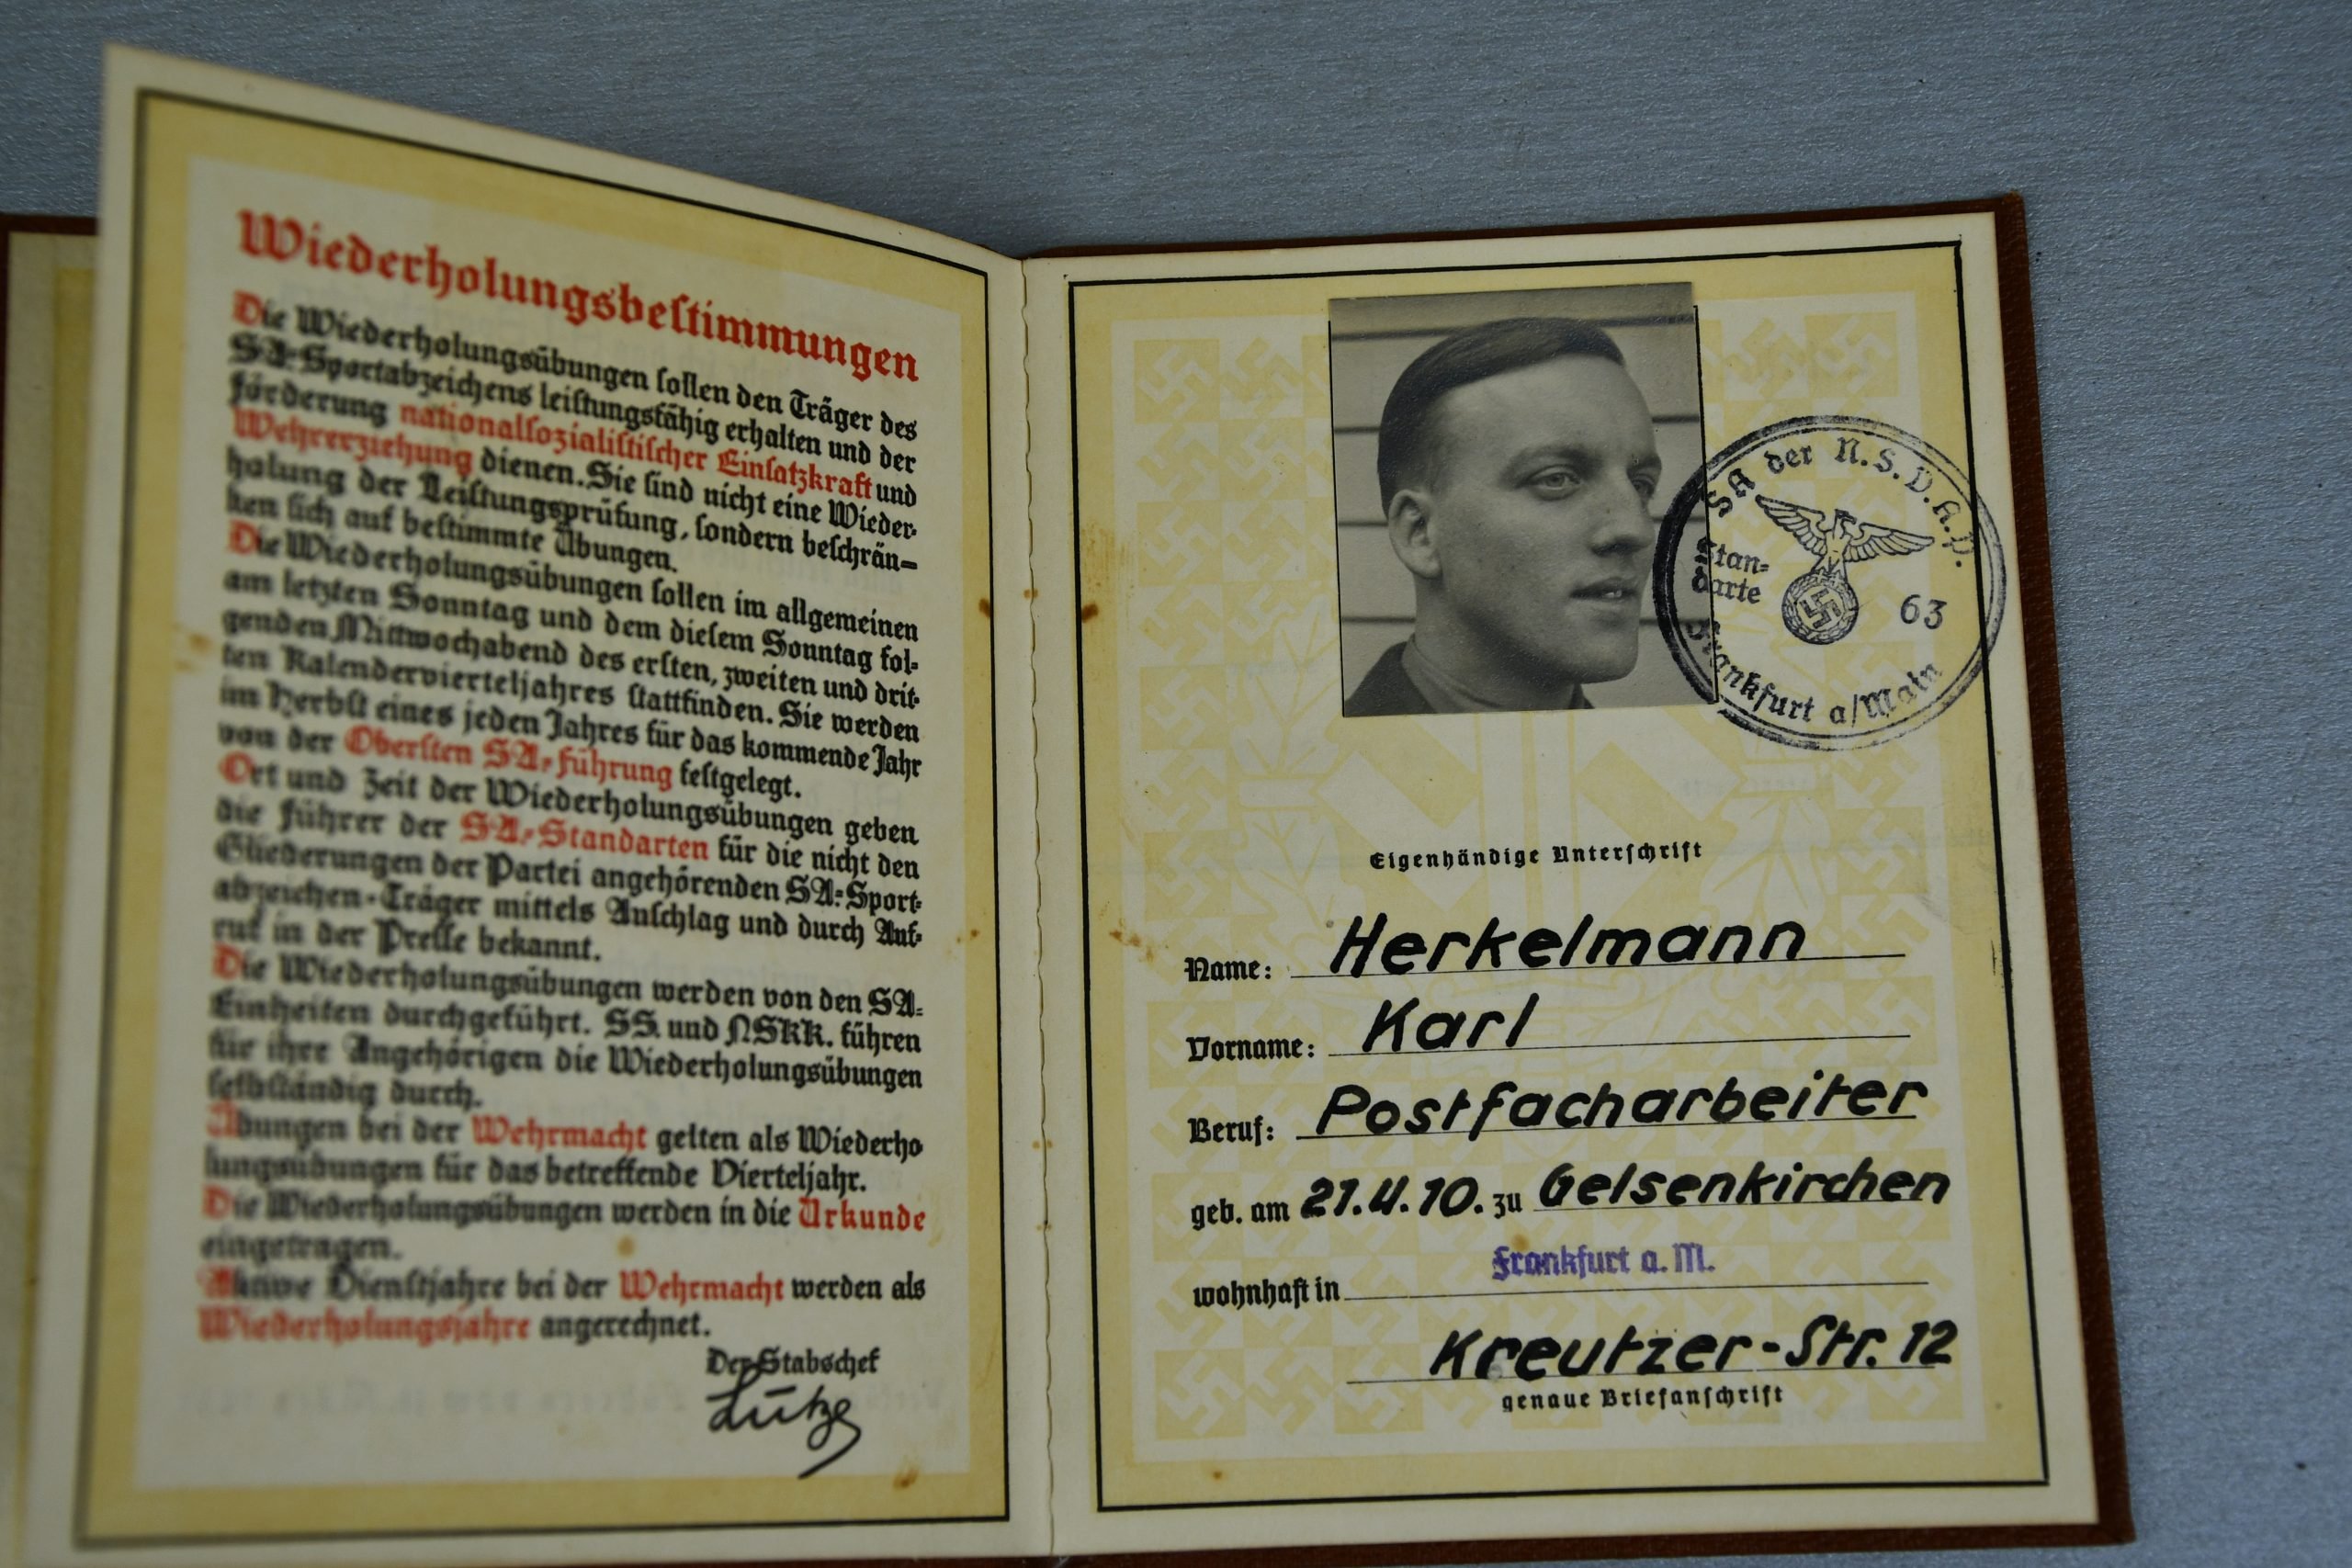 Wiederholungsbestimmungen
Die Wiederholungsübungen sollen den Träger des
SA-Sportabzeichens leistungsfähig erhalten und der
Förderung nationalsozialistischer Einsatzkraft und
Wehrerziehung dienen. Sie sind nicht eine Wieder-
holung der Leistungsprüfung, sondern beschrän-
ken sich auf bestimmte Übungen.
Die Wiederholungsübungen sollen im allgemeinen
am letzten Sonntag und dem diesem Sonntag fol-
genden Mittwochabend des ersten, zweiten und drit-
ten Kalendervierteljahres stattfinden. Sie werden
im Herbst eines jeden Jahres für das kommende Jahr
von der Obersten SA-Führung festgelegt.
Ort und Zeit der Wiederholungsübungen geben
die Führer der SA-Standarten für die nicht den
Gliederungen der Partei angehörenden SA-Sport-
abzeichen-Träger mittels Anschlag und durch Auf-
ruf in der Presse bekannt.
Die Wiederholungsübungen werden von den SA-
Einheiten durchgeführt. SS. und NSKK. führen
für ihre Angehörigen die Wiederholungsübungen
selbständig durch.
Übungen bei der Wehrmacht gelten als Wiederho
lungsübungen für das betreffende Vierteljahr.
Die Wiederholungsübungen werden in die Urkunde
eingetragen.
Aktive Dienstjahre bei der Wehrmacht werden als
Wiederholungsjahre angerechnet.
Der Stabschef
Lutze
SA der N.S.D.A.P.
Stan-
darte 63
Frankfurt a/Main
Eigenhändige Unterschrift
Name: Herkelmann
Vorname: Karl
Beruf: Postfacharbeiter
geb. am 21.4.10. zu Gelsenkirchen
wohnhaft in Frankfurt a. M.
Kreutzer-Str. 12
genaue Briefanschrift